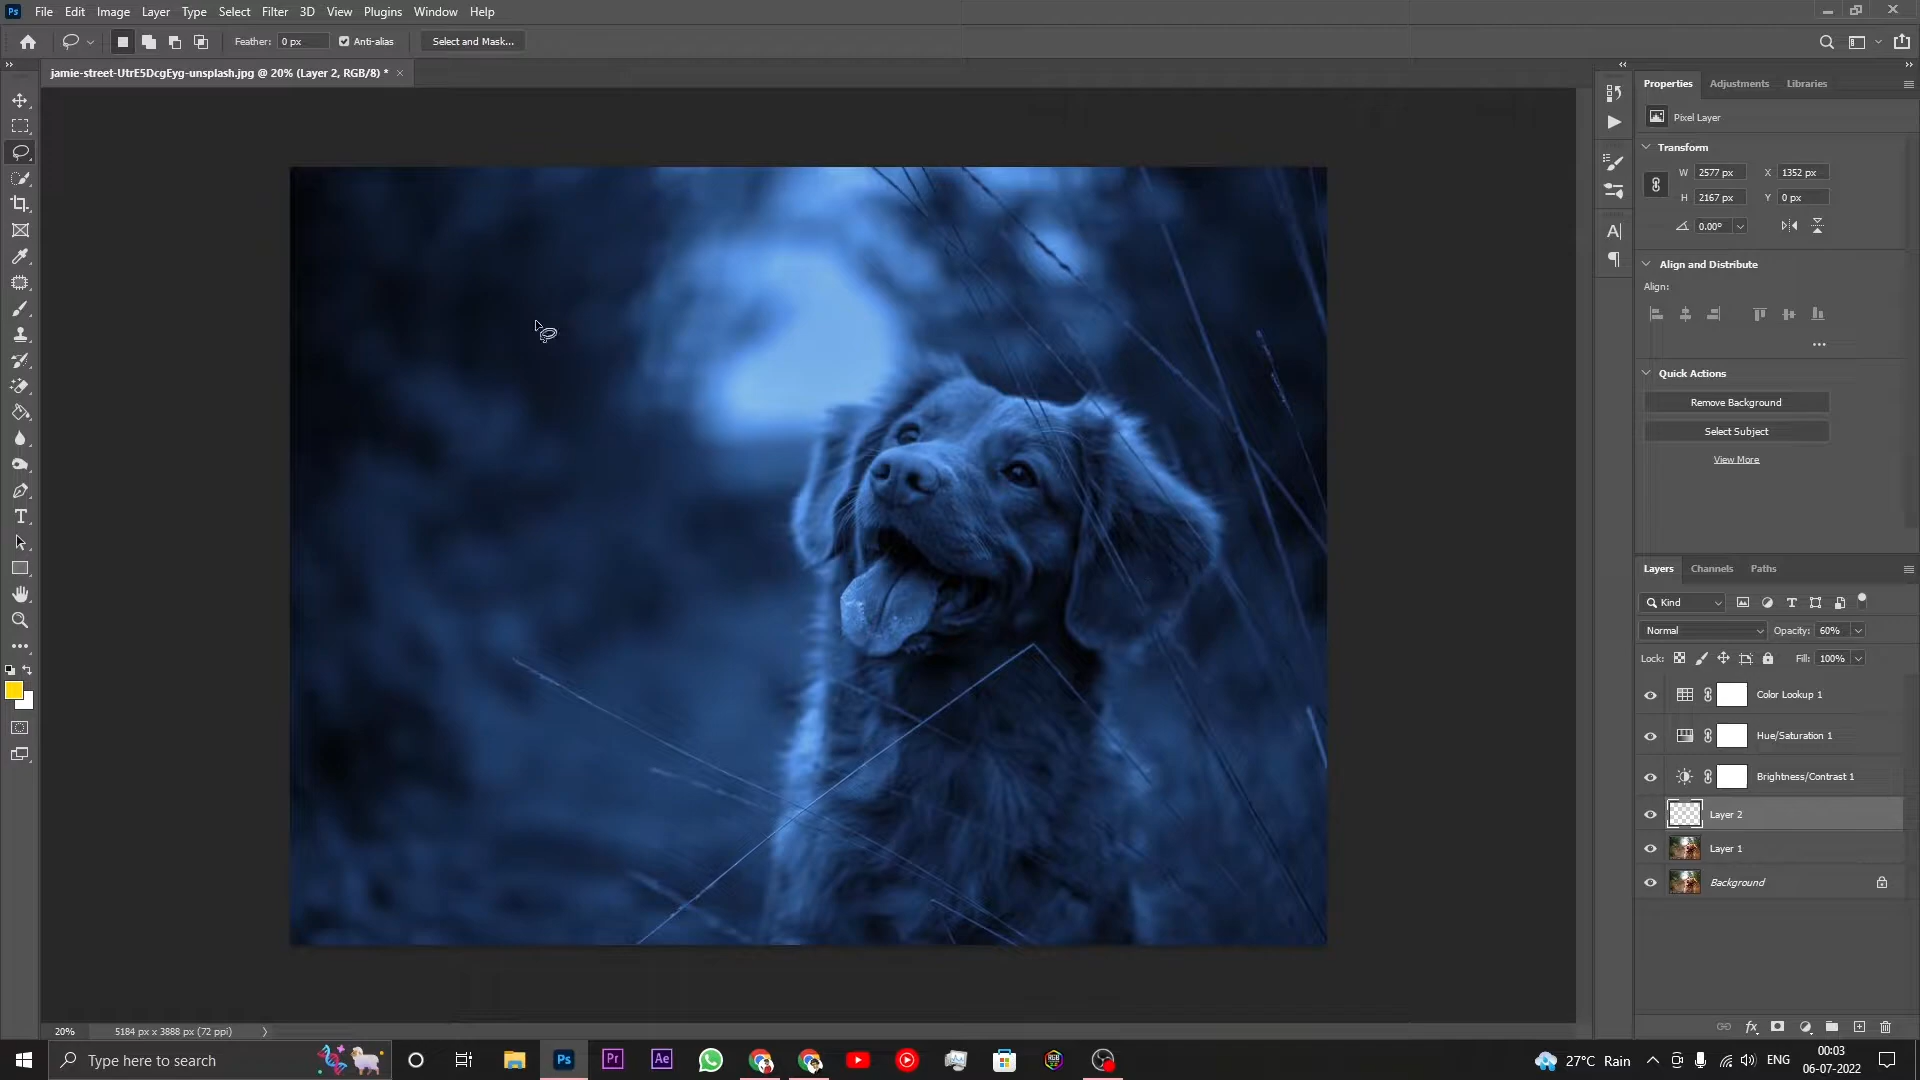 Ps File Edit Image Layer Type Select Filter 3D View Plugins Window Help
Feather: 0 px Anti-alias Select and Mask...
jamie-street-UtrE5DcgEyg-unsplash.jpg @ 20% (Layer 2, RGB/8) * ×
Properties Adjustments Libraries
Pixel Layer
Transform
W 2577 px X 1352 px
H 2167 px Y 0 px
0.00°
Align and Distribute
Align:
Quick Actions
Remove Background
Select Subject
View More
Layers Channels Paths
Kind
Normal Opacity: 60%
Lock: Fill: 100%
Color Lookup 1
Hue/Saturation 1
Brightness/Contrast 1
Layer 2
Layer 1
Background
20% 5184 px x 3888 px (72 ppi)
Type here to search Ps Pr Ae 27°C Rain ENG
00:03
06-07-2022